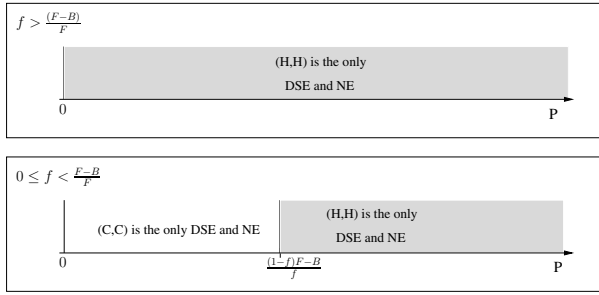 f > (F−B)/F
(H,H) is the only
DSE and NE
0
P
0 ≤ f < F−B/F
(H,H) is the only
(C,C) is the only DSE and NE
DSE and NE
0
(1−f)F−B/f
P